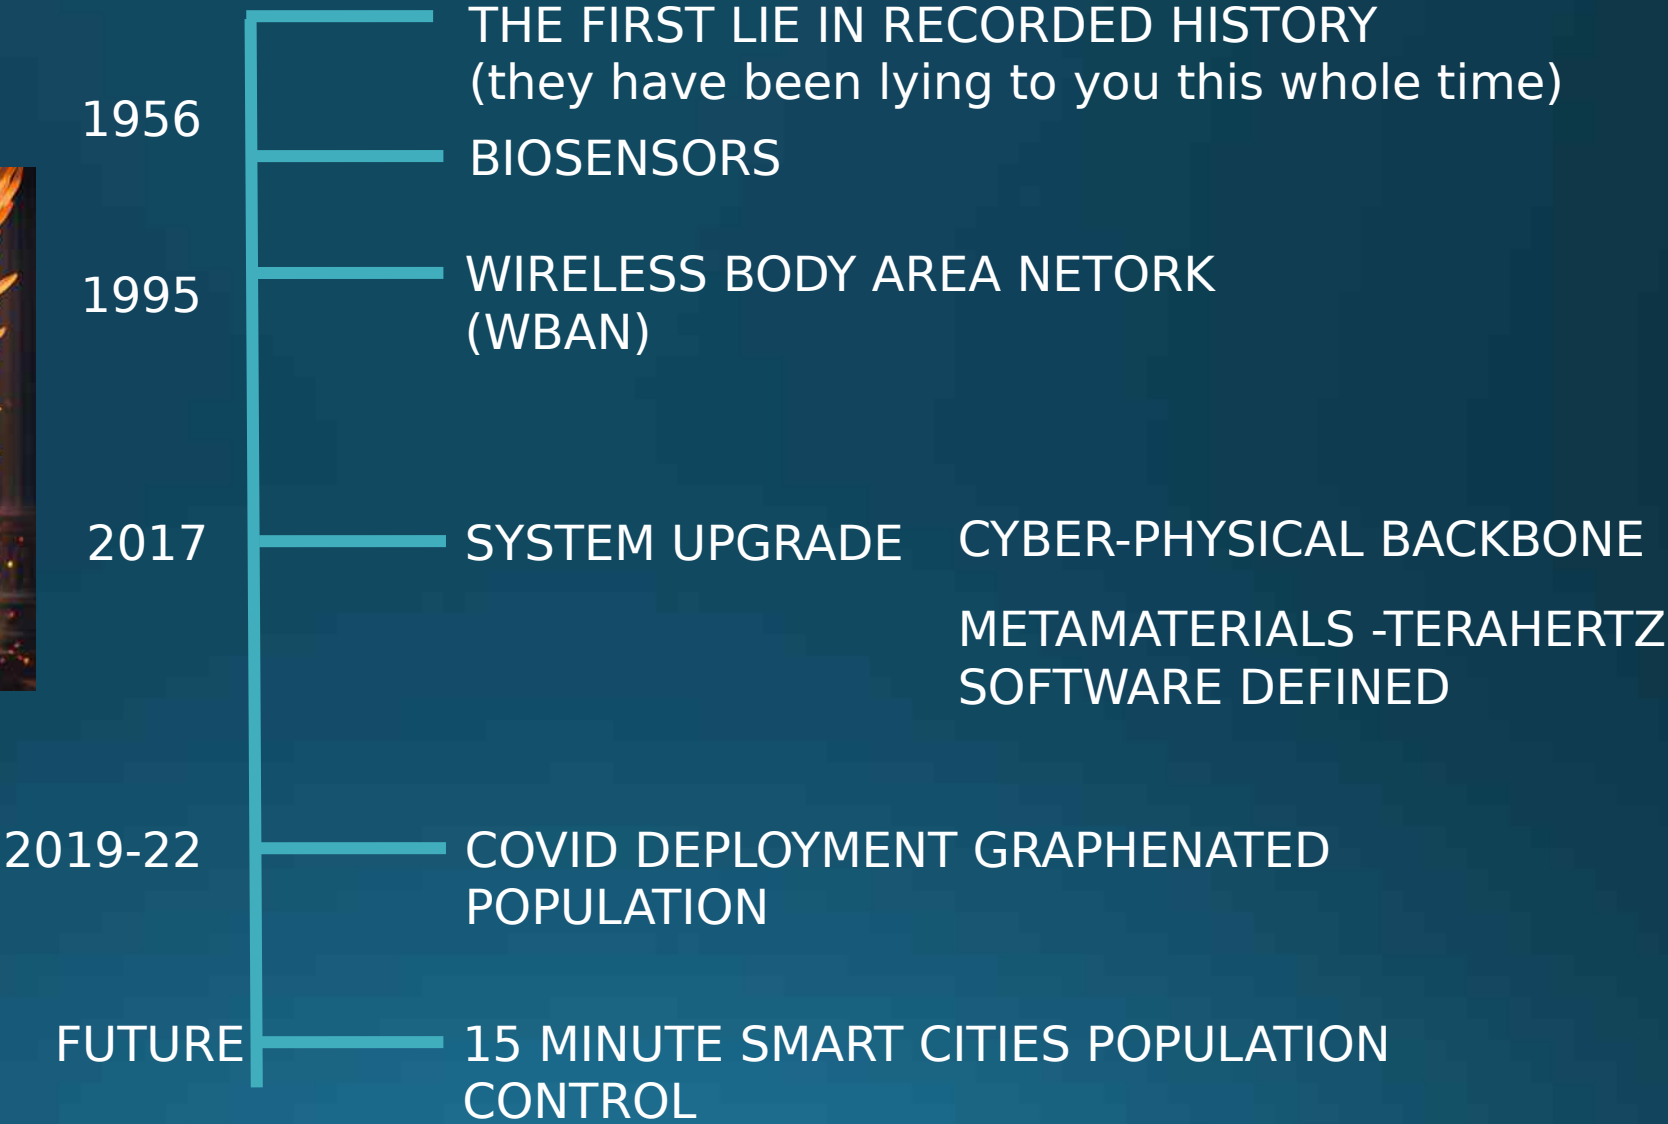 THE FIRST LIE IN RECORDED HISTORY
(they have been lying to you this whole time)
1956
BIOSENSORS
1995
WIRELESS BODY AREA NETORK
(WBAN)
2017
SYSTEM UPGRADE
CYBER-PHYSICAL BACKBONE
METAMATERIALS -TERAHERTZ
SOFTWARE DEFINED
2019-22
COVID DEPLOYMENT GRAPHENATED
POPULATION
FUTURE
15 MINUTE SMART CITIES POPULATION
CONTROL